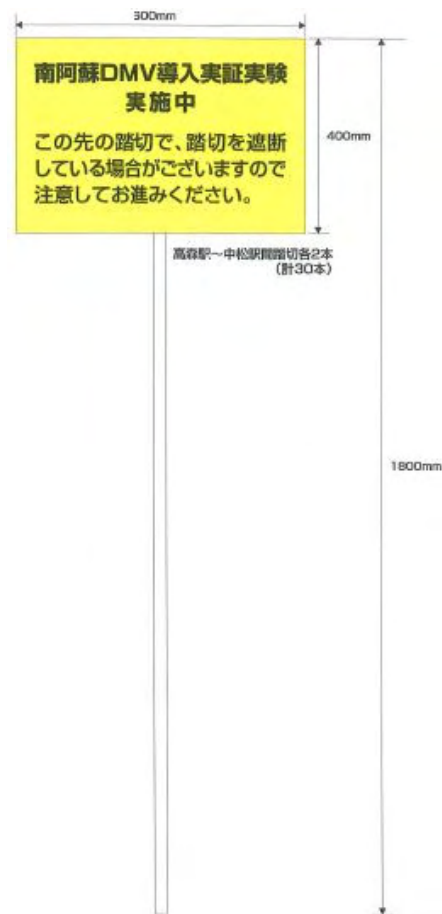 600mm
南阿蘇DMV導入実証実験
実施中
この先の踏切で、踏切を遮断
している場合がございますので
注意してお進みください。
400mm
高森駅～中松駅間踏切各2本
(計30本)
1800mm